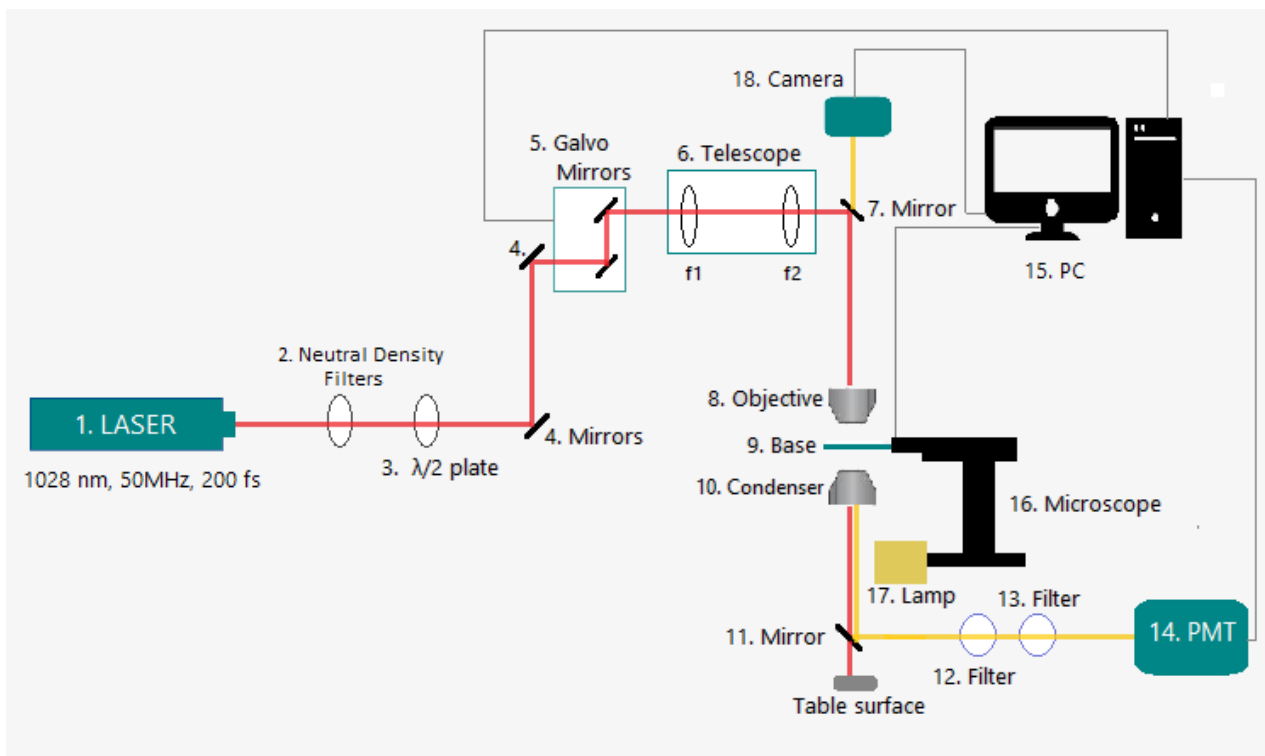 18. Camera
5. Galvo
Mirrors
6. Telescope
7. Mirror
4.
f1
f2
15. PC
2. Neutral Density
Filters
8. Objective
1. LASER
4. Mirrors
9. Base
3. λ/2 plate
1028 nm, 50MHz, 200 fs
10. Condenser
16. Microscope
17. Lamp
13. Filter
11. Mirror
14. PMT
12. Filter
Table surface